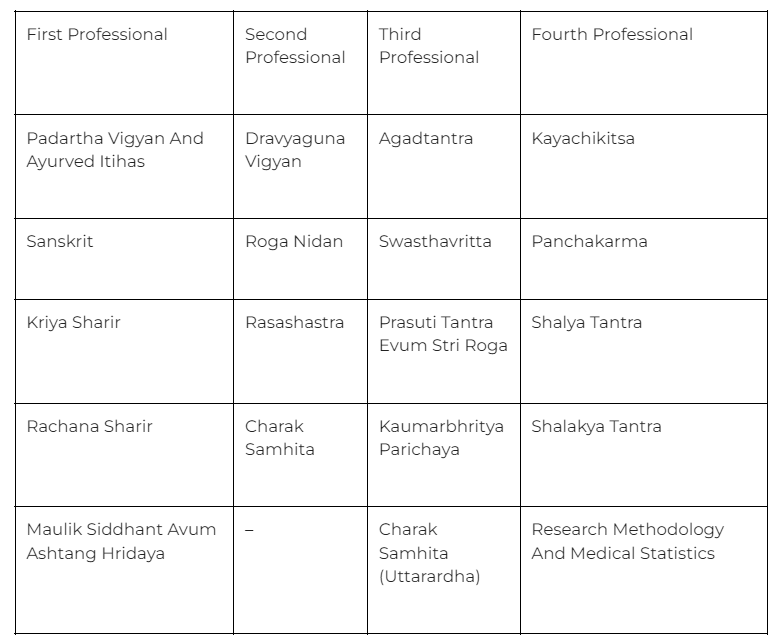 First Professional
Second
Professional
Third
Professional
Fourth Professional
Padartha Vigyan And
Ayurved Itihas
Dravyaguna
Vigyan
Agadtantra
Kayachikitsa
Sanskrit
Roga Nidan
Swasthavritta
Panchakarma
Kriya Sharir
Rasashastra
Prasuti Tantra
Evum Stri Roga
Shalya Tantra
Rachana Sharir
Charak
Samhita
Kaumarbhritya
Parichaya
Shalakya Tantra
Maulik Siddhant Avum
Ashtang Hridaya
–
Charak
Samhita
(Uttarardha)
Research Methodology
And Medical Statistics